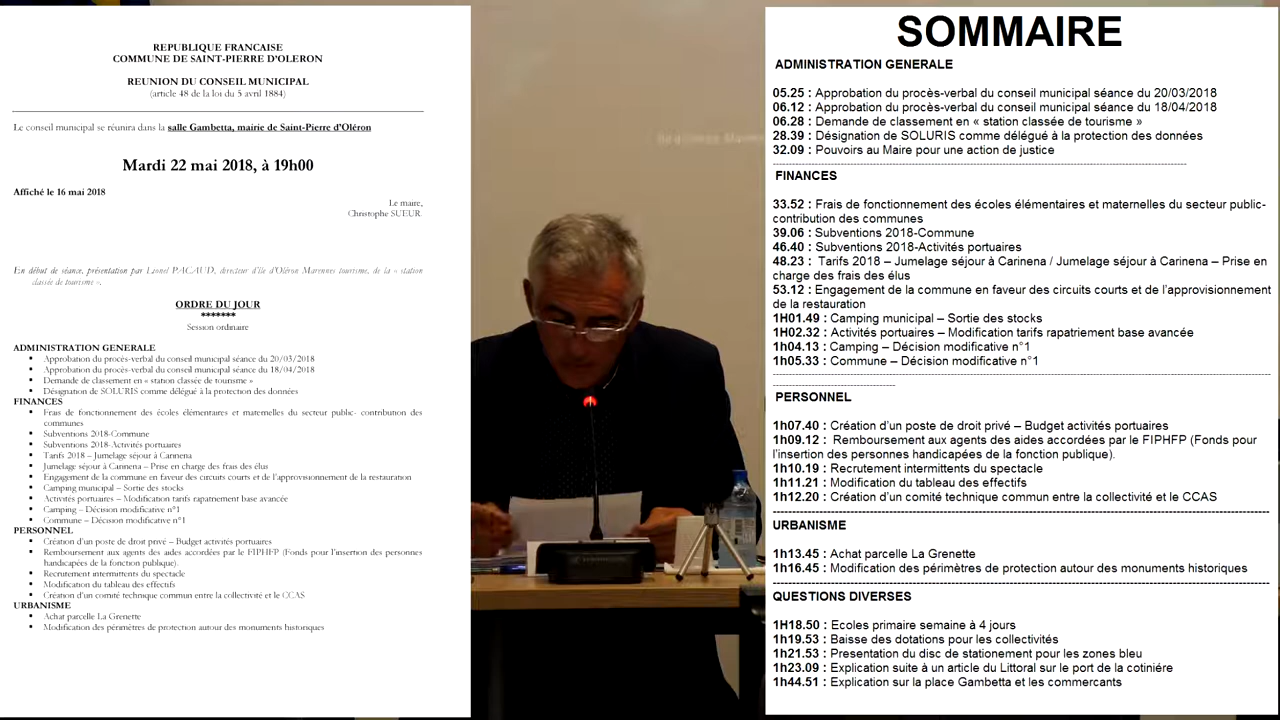 REPUBLIQUE FRANCAISE
COMMUNE DE SAINT-PIERRE D'OLERON
REUNION DU CONSEIL MUNICIPAL
(article 48 de la loi du 5 avril 1884)
Le conseil municipal se réunira dans la salle Gambetta, mairie de Saint-Pierre d'Oléron
Mardi 22 mai 2018, à 19h00
Affiché le 16 mai 2018
Le maire,
Christophe SUEUR.
En début de séance, présentation par Lionel PACAUD, directeur d'île d'Oléron Marennes tourisme, de la « station
classée de tourisme ».
ORDRE DU JOUR
*******
Session ordinaire
ADMINISTRATION GENERALE
▪ Approbation du procès-verbal du conseil municipal séance du 20/03/2018
▪ Approbation du procès-verbal du conseil municipal séance du 18/04/2018
▪ Demande de classement en « station classée de tourisme »
▪ Désignation de SOLURIS comme délégué à la protection des données
FINANCES
▪ Frais de fonctionnement des écoles élémentaires et maternelles du secteur public- contribution des
communes
▪ Subventions 2018-Commune
▪ Subventions 2018-Activités portuaires
▪ Tarifs 2018 – Jumelage séjour à Carinena
▪ Jumelage séjour à Carinena – Prise en charge des frais des élus
▪ Engagement de la commune en faveur des circuits courts et de l'approvisionnement de la restauration
▪ Camping municipal – Sortie des stocks
▪ Activités portuaires – Modification tarifs rapatriement base avancée
▪ Camping – Décision modificative n°1
▪ Commune – Décision modificative n°1
PERSONNEL
▪ Création d'un poste de droit privé – Budget activités portuaires
▪ Remboursement aux agents des aides accordées par le FIPHFP (Fonds pour l'insertion des personnes
handicapées de la fonction publique).
▪ Recrutement intermittents du spectacle
▪ Modification du tableau des effectifs
▪ Création d'un comité technique commun entre la collectivité et le CCAS
URBANISME
▪ Achat parcelle La Grenette
▪ Modification des périmètres de protection autour des monuments historiques
SOMMAIRE
ADMINISTRATION GENERALE
05.25 : Approbation du procès-verbal du conseil municipal séance du 20/03/2018
06.12 : Approbation du procès-verbal du conseil municipal séance du 18/04/2018
06.28 : Demande de classement en « station classée de tourisme »
28.39 : Désignation de SOLURIS comme délégué à la protection des données
32.09 : Pouvoirs au Maire pour une action de justice
FINANCES
33.52 : Frais de fonctionnement des écoles élémentaires et maternelles du secteur public-
contribution des communes
39.06 : Subventions 2018-Commune
46.40 : Subventions 2018-Activités portuaires
48.23 : Tarifs 2018 – Jumelage séjour à Carinena / Jumelage séjour à Carinena – Prise en
charge des frais des élus
53.12 : Engagement de la commune en faveur des circuits courts et de l'approvisionnement
de la restauration
1H01.49 : Camping municipal – Sortie des stocks
1H02.32 : Activités portuaires – Modification tarifs rapatriement base avancée
1h04.13 : Camping – Décision modificative n°1
1h05.33 : Commune – Décision modificative n°1
PERSONNEL
1h07.40 : Création d'un poste de droit privé – Budget activités portuaires
1h09.12 : Remboursement aux agents des aides accordées par le FIPHFP (Fonds pour
l'insertion des personnes handicapées de la fonction publique).
1h10.19 : Recrutement intermittents du spectacle
1h11.21 : Modification du tableau des effectifs
1h12.20 : Création d'un comité technique commun entre la collectivité et le CCAS
URBANISME
1h13.45 : Achat parcelle La Grenette
1h16.45 : Modification des périmètres de protection autour des monuments historiques
QUESTIONS DIVERSES
1H18.50 : Ecoles primaire semaine à 4 jours
1h19.53 : Baisse des dotations pour les collectivités
1h21.53 : Presentation du disc de stationement pour les zones bleu
1h23.09 : Explication suite à un article du Littoral sur le port de la cotiniére
1h44.51 : Explication sur la place Gambetta et les commercants